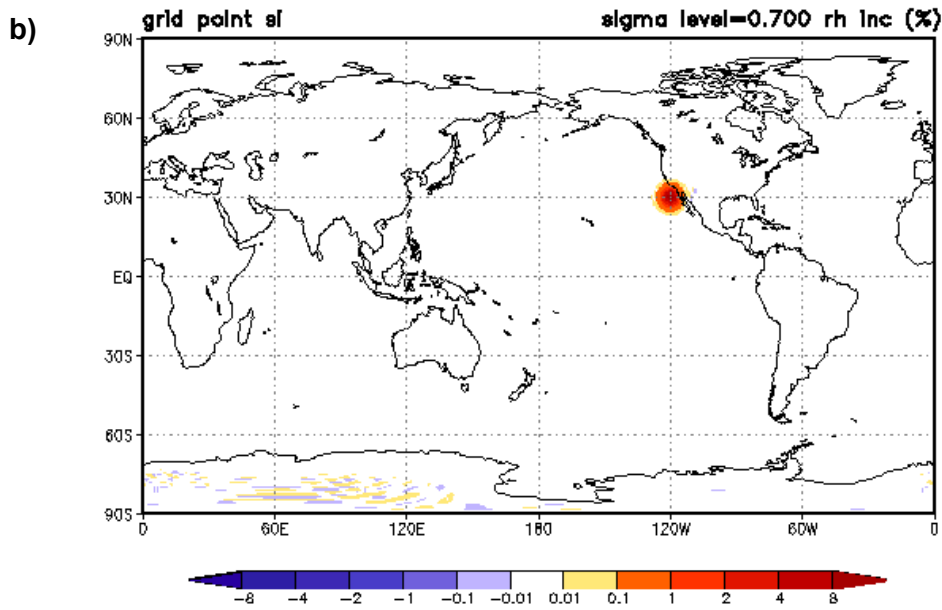 b)
grid point si sigma level=0.700 rh inc (%)
90N
60N
30N
EQ
30S
60S
90S
0 60E 120E 180 120W 60W 0
-8 -4 -2 -1 -0.1 -0.01 0.01 0.1 1 2 4 8